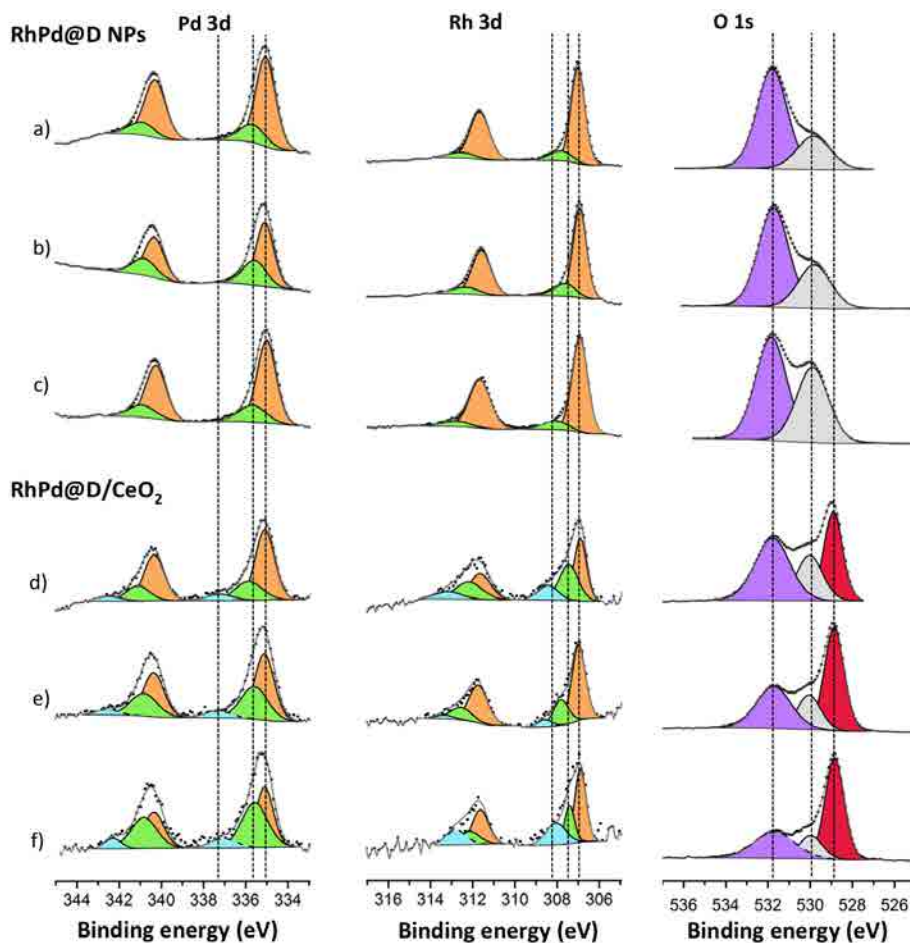 RhPd@D NPs
Pd 3d
Rh 3d
O 1s
a)
b)
c)
RhPd@D/CeO₂
d)
e)
f)
344 342 340 338 336 334
316 314 312 310 308 306
536 534 532 530 528 526
Binding energy (eV)
Binding energy (eV)
Binding energy (eV)